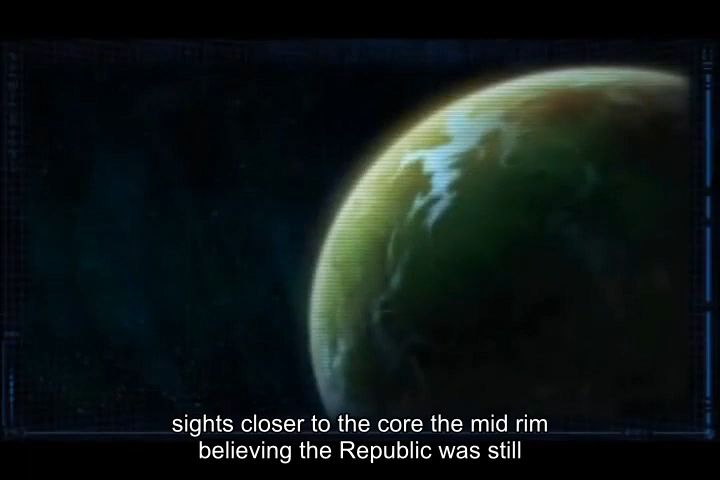 sights closer to the core the mid rim
believing the Republic was still